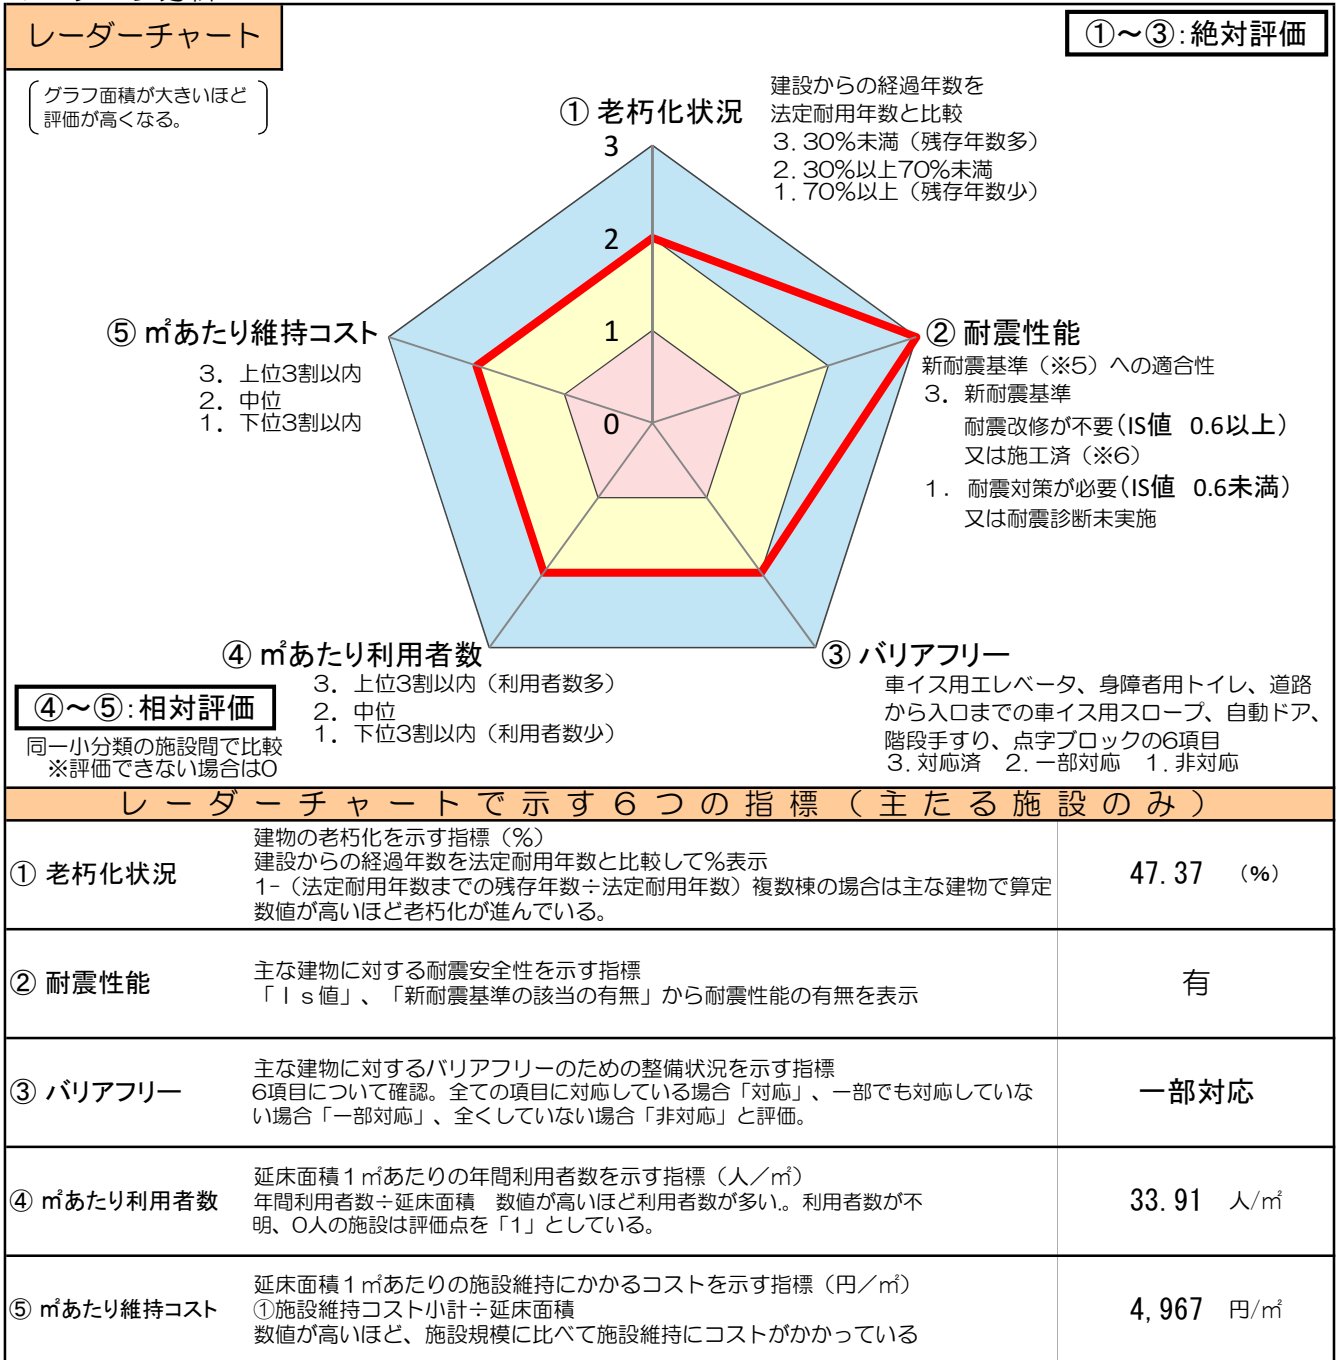 レーダーチャート
①～③:絶対評価
グラフ面積が大きいほど
評価が高くなる。
① 老朽化状況
建設からの経過年数を
法定耐用年数と比較
3. 30%未満（残存年数多）
2. 30%以上70%未満
1. 70%以上（残存年数少）
3
2
1
0
⑤ ㎡あたり維持コスト
3. 上位3割以内
2. 中位
1. 下位3割以内
② 耐震性能
新耐震基準（※5）への適合性
3. 新耐震基準
耐震改修が不要(IS値 0.6以上)
又は施工済（※6）
1. 耐震対策が必要(IS値 0.6未満)
又は耐震診断未実施
④ ㎡あたり利用者数
3. 上位3割以内（利用者数多）
2. 中位
1. 下位3割以内（利用者数少）
③ バリアフリー
車イス用エレベータ、身障者用トイレ、道路
から入口までの車イス用スロープ、自動ドア、
階段手すり、点字ブロックの6項目
3. 対応済 2. 一部対応 1. 非対応
④～⑤:相対評価
同一小分類の施設間で比較
※評価できない場合は0
レーダーチャートで示す６つの指標（主たる施設のみ）
① 老朽化状況
建物の老朽化を示す指標（%）
建設からの経過年数を法定耐用年数と比較して%表示
1-（法定耐用年数までの残存年数÷法定耐用年数）複数棟の場合は主な建物で算定
数値が高いほど老朽化が進んでいる。
47.37 （%）
② 耐震性能
主な建物に対する耐震安全性を示す指標
「Ｉｓ値」、「新耐震基準の該当の有無」から耐震性能の有無を表示
有
③ バリアフリー
主な建物に対するバリアフリーのための整備状況を示す指標
6項目について確認。全ての項目に対応している場合「対応」、一部でも対応していな
い場合「一部対応」、全くしていない場合「非対応」と評価。
一部対応
④ ㎡あたり利用者数
延床面積１㎡あたりの年間利用者数を示す指標（人／㎡）
年間利用者数÷延床面積 数値が高いほど利用者数が多い。利用者数が不
明、0人の施設は評価点を「1」としている。
33.91 人/㎡
⑤ ㎡あたり維持コスト
延床面積１㎡あたりの施設維持にかかるコストを示す指標（円／㎡）
①施設維持コスト小計÷延床面積
数値が高いほど、施設規模に比べて施設維持にコストがかかっている
4,967 円/㎡